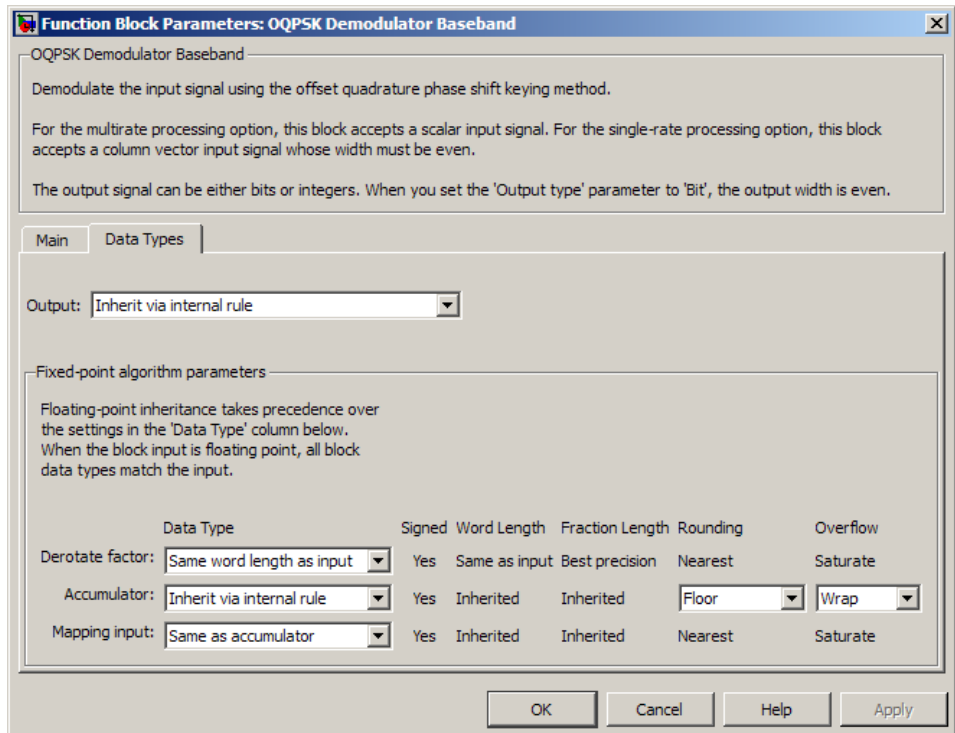 Function Block Parameters: OQPSK Demodulator Baseband
OQPSK Demodulator Baseband
Demodulate the input signal using the offset quadrature phase shift keying method.
For the multirate processing option, this block accepts a scalar input signal. For the single-rate processing option, this block
accepts a column vector input signal whose width must be even.
The output signal can be either bits or integers. When you set the 'Output type' parameter to 'Bit', the output width is even.
Main Data Types
Output: Inherit via internal rule
Fixed-point algorithm parameters
Floating-point inheritance takes precedence over
the settings in the 'Data Type' column below.
When the block input is floating point, all block
data types match the input.
Data Type Signed Word Length Fraction Length Rounding Overflow
Derotate factor: Same word length as input Yes Same as input Best precision Nearest Saturate
Accumulator: Inherit via internal rule Yes Inherited Inherited Floor Wrap
Mapping input: Same as accumulator Yes Inherited Inherited Nearest Saturate
OK Cancel Help Apply